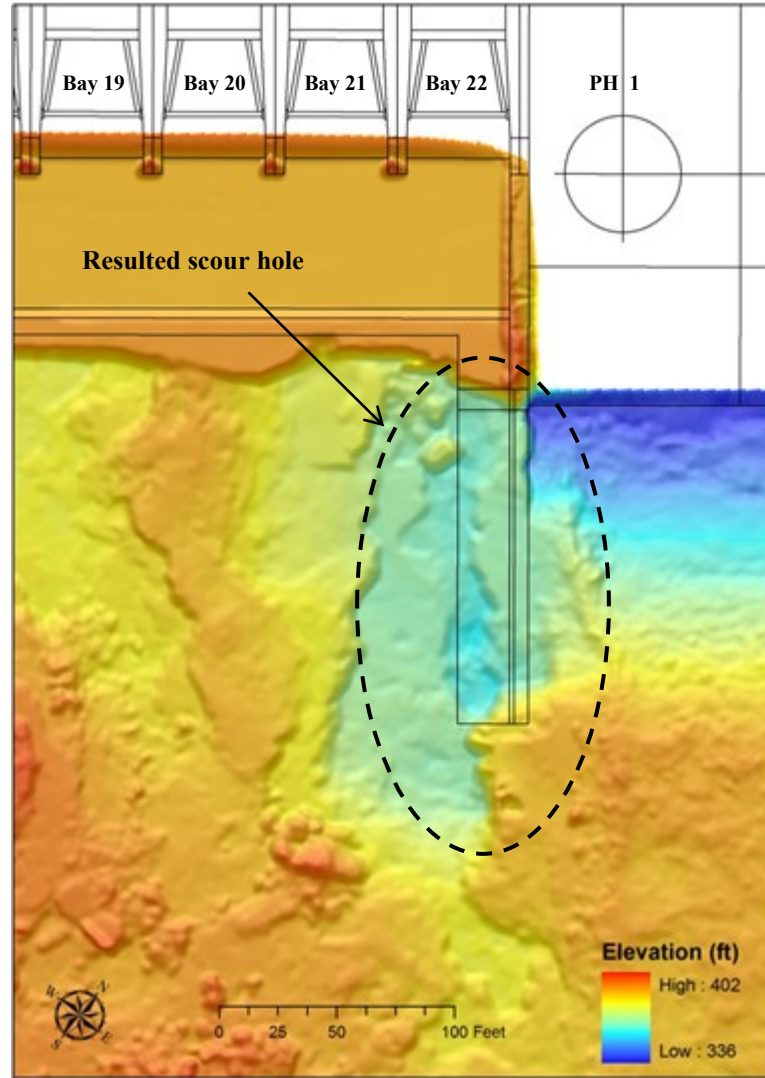 Bay 19 Bay 20 Bay 21 Bay 22 PH 1
Resulted scour hole
Elevation (ft)
High : 402
Low : 336
W N
S E
0 25 50 100 Feet